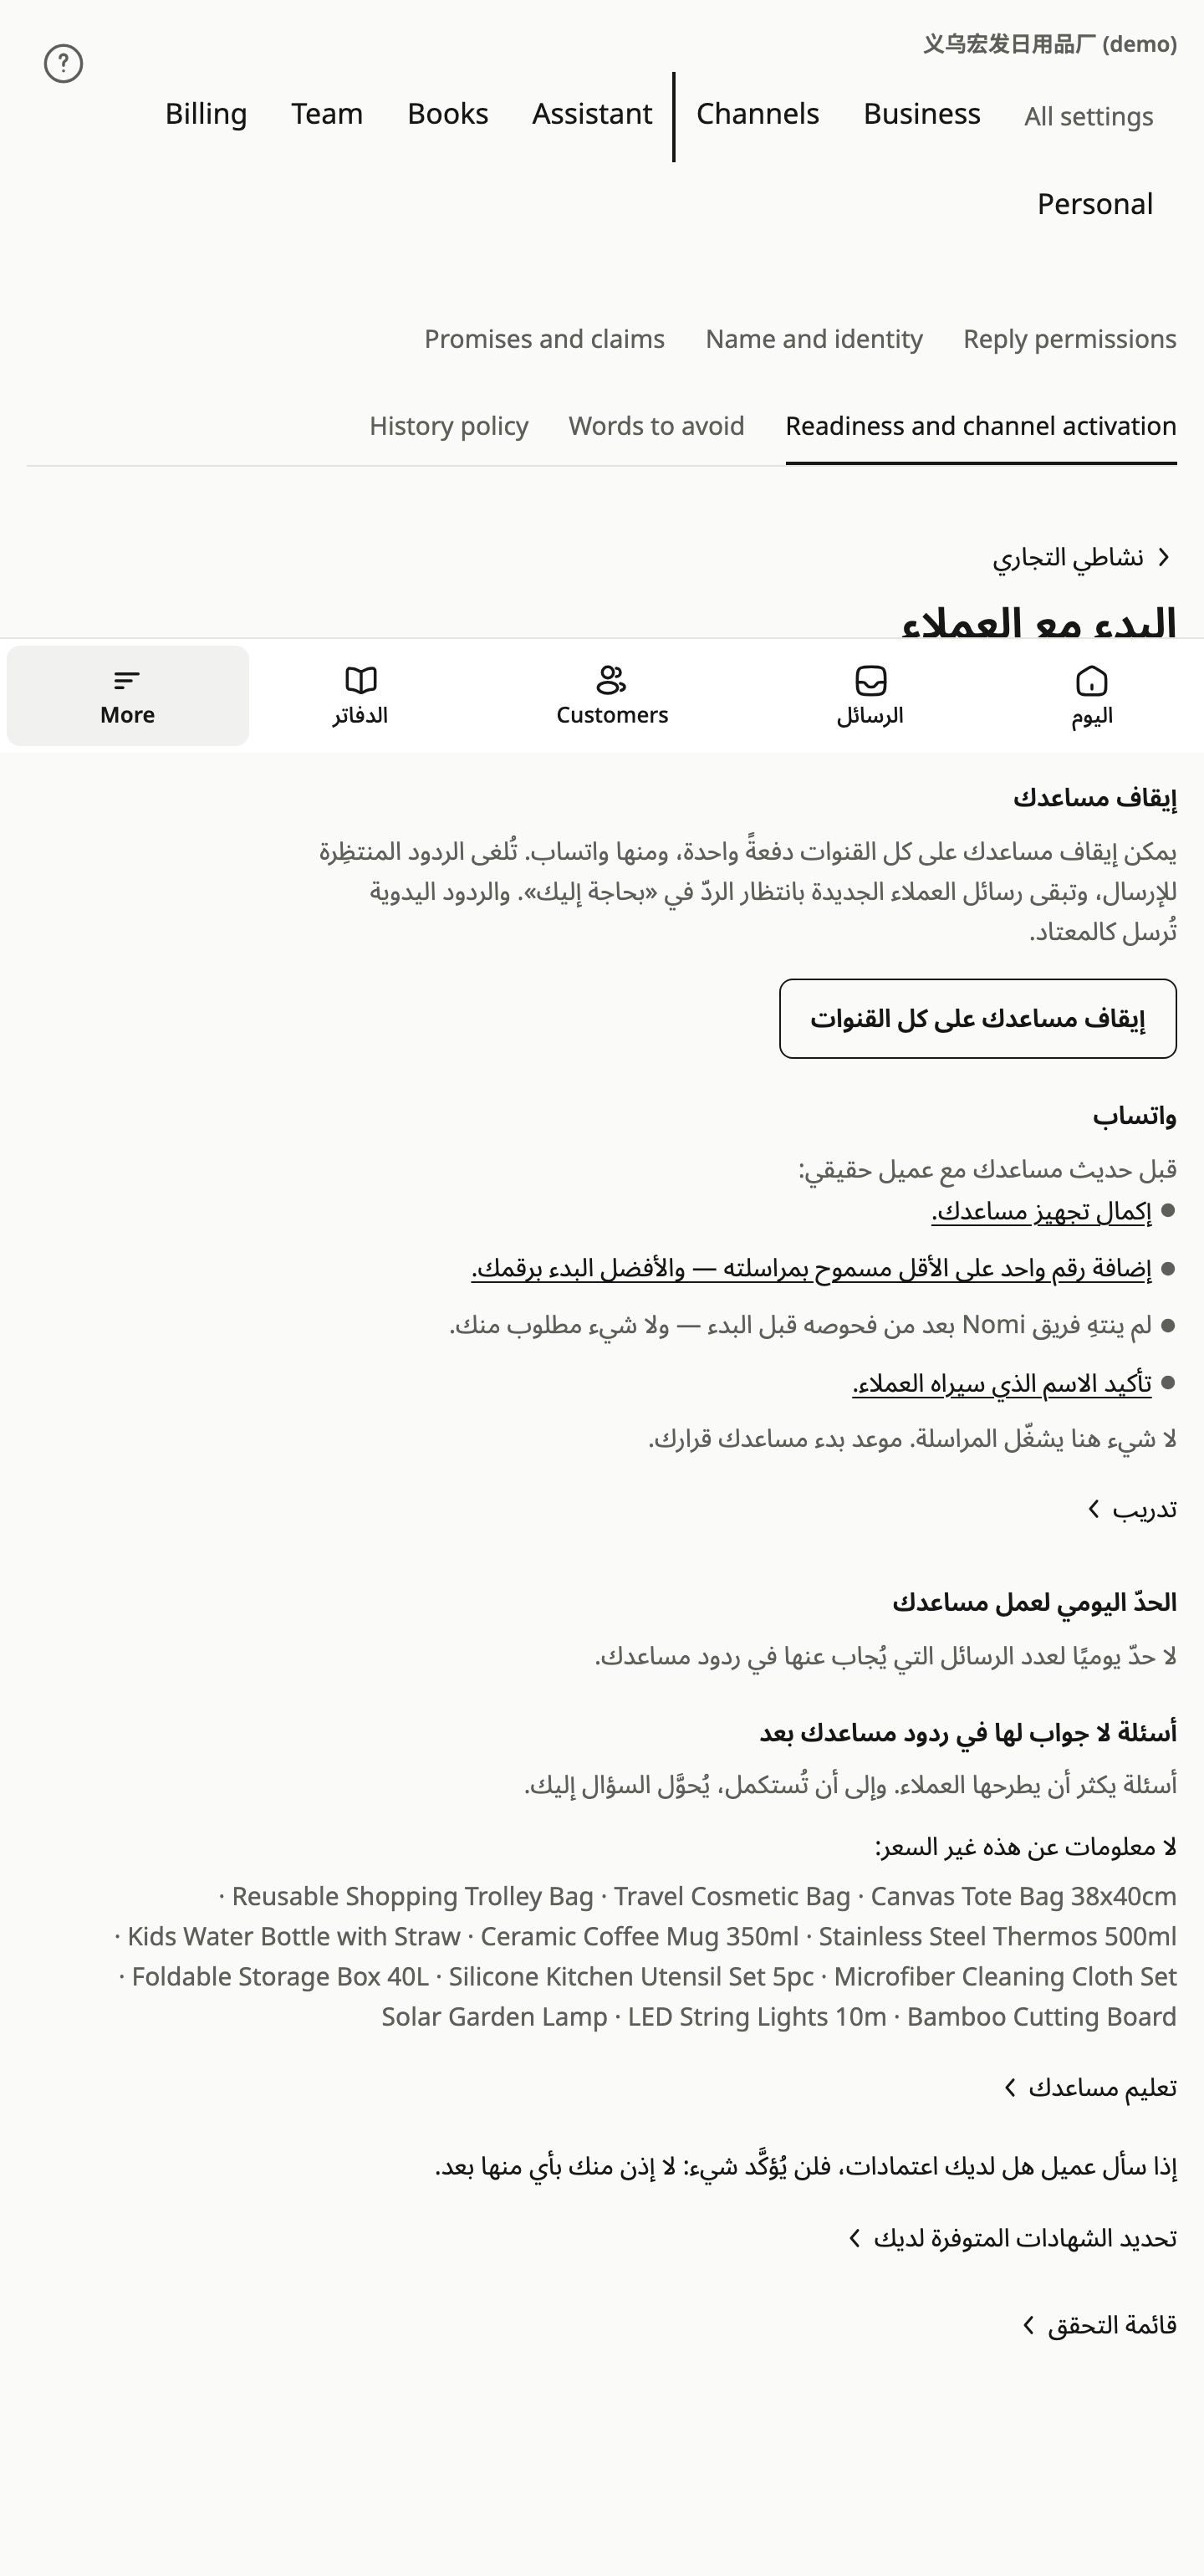 义乌宏发日用品厂 (demo)
All settings
Business
Channels
Assistant
Books
Team
Billing
Personal
Reply permissions
Name and identity
Promises and claims
Readiness and channel activation
Words to avoid
History policy
نشاطي التجاري
البدء مع العملاء
اليوم
الرسائل
Customers
الدفاتر
More
إيقاف مساعدك
يمكن إيقاف مساعدك على كل القنوات دفعةً واحدة، ومنها واتساب. تُلغى الردود المنتظِرة
للإرسال، وتبقى رسائل العملاء الجديدة بانتظار الردّ في «بحاجة إليك». والردود اليدوية
تُرسل كالمعتاد.
إيقاف مساعدك على كل القنوات
واتساب
قبل حديث مساعدك مع عميل حقيقي:
إكمال تجهيز مساعدك.
إضافة رقم واحد على الأقل مسموح بمراسلته — والأفضل البدء برقمك.
لم ينتهِ فريق Nomi بعد من فحوصه قبل البدء — ولا شيء مطلوب منك.
تأكيد الاسم الذي سيراه العملاء.
لا شيء هنا يشغّل المراسلة. موعد بدء مساعدك قرارك.
تدريب
الحدّ اليومي لعمل مساعدك
لا حدّ يوميًا لعدد الرسائل التي يُجاب عنها في ردود مساعدك.
أسئلة لا جواب لها في ردود مساعدك بعد
أسئلة يكثر أن يطرحها العملاء. وإلى أن تُستكمل، يُحوَّل السؤال إليك.
لا معلومات عن هذه غير السعر:
Canvas Tote Bag 38x40cm · Travel Cosmetic Bag · Reusable Shopping Trolley Bag ·
Stainless Steel Thermos 500ml · Ceramic Coffee Mug 350ml · Kids Water Bottle with Straw ·
Microfiber Cleaning Cloth Set · Silicone Kitchen Utensil Set 5pc · Foldable Storage Box 40L ·
Bamboo Cutting Board · LED String Lights 10m · Solar Garden Lamp
تعليم مساعدك
إذا سأل عميل هل لديك اعتمادات، فلن يُؤكَّد شيء: لا إذن منك بأي منها بعد.
تحديد الشهادات المتوفرة لديك
قائمة التحقق